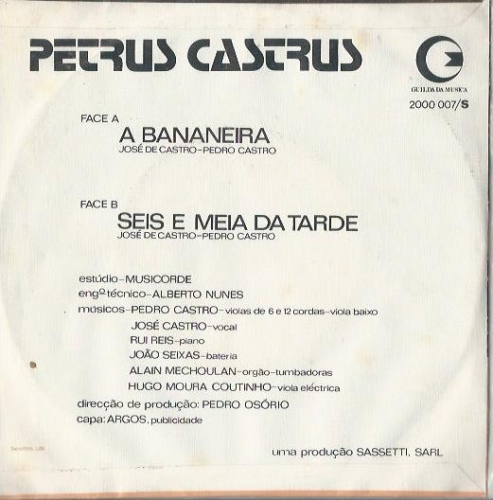 PETRUS CASTRUS
GUILDA DA MUSICA
2000 007/S
FACE A
A BANANEIRA
JOSÉ DE CASTRO-PEDRO CASTRO
FACE B
SEIS E MEIA DA TARDE
JOSÉ DE CASTRO-PEDRO CASTRO
estúdio-MUSICORDE
engº técnico-ALBERTO NUNES
músicos-PEDRO CASTRO-violas de 6 e 12 cordas-viola baixo
JOSÉ CASTRO-vocal
RUI REIS-piano
JOÃO SEIXAS-bateria
ALAIN MECHOULAN-orgão-tumbadoras
HUGO MOURA COUTINHO-viola eléctrica
direcção de produção: PEDRO OSÓRIO
capa: ARGOS, publicidade
uma produção SASSETTI, SARL